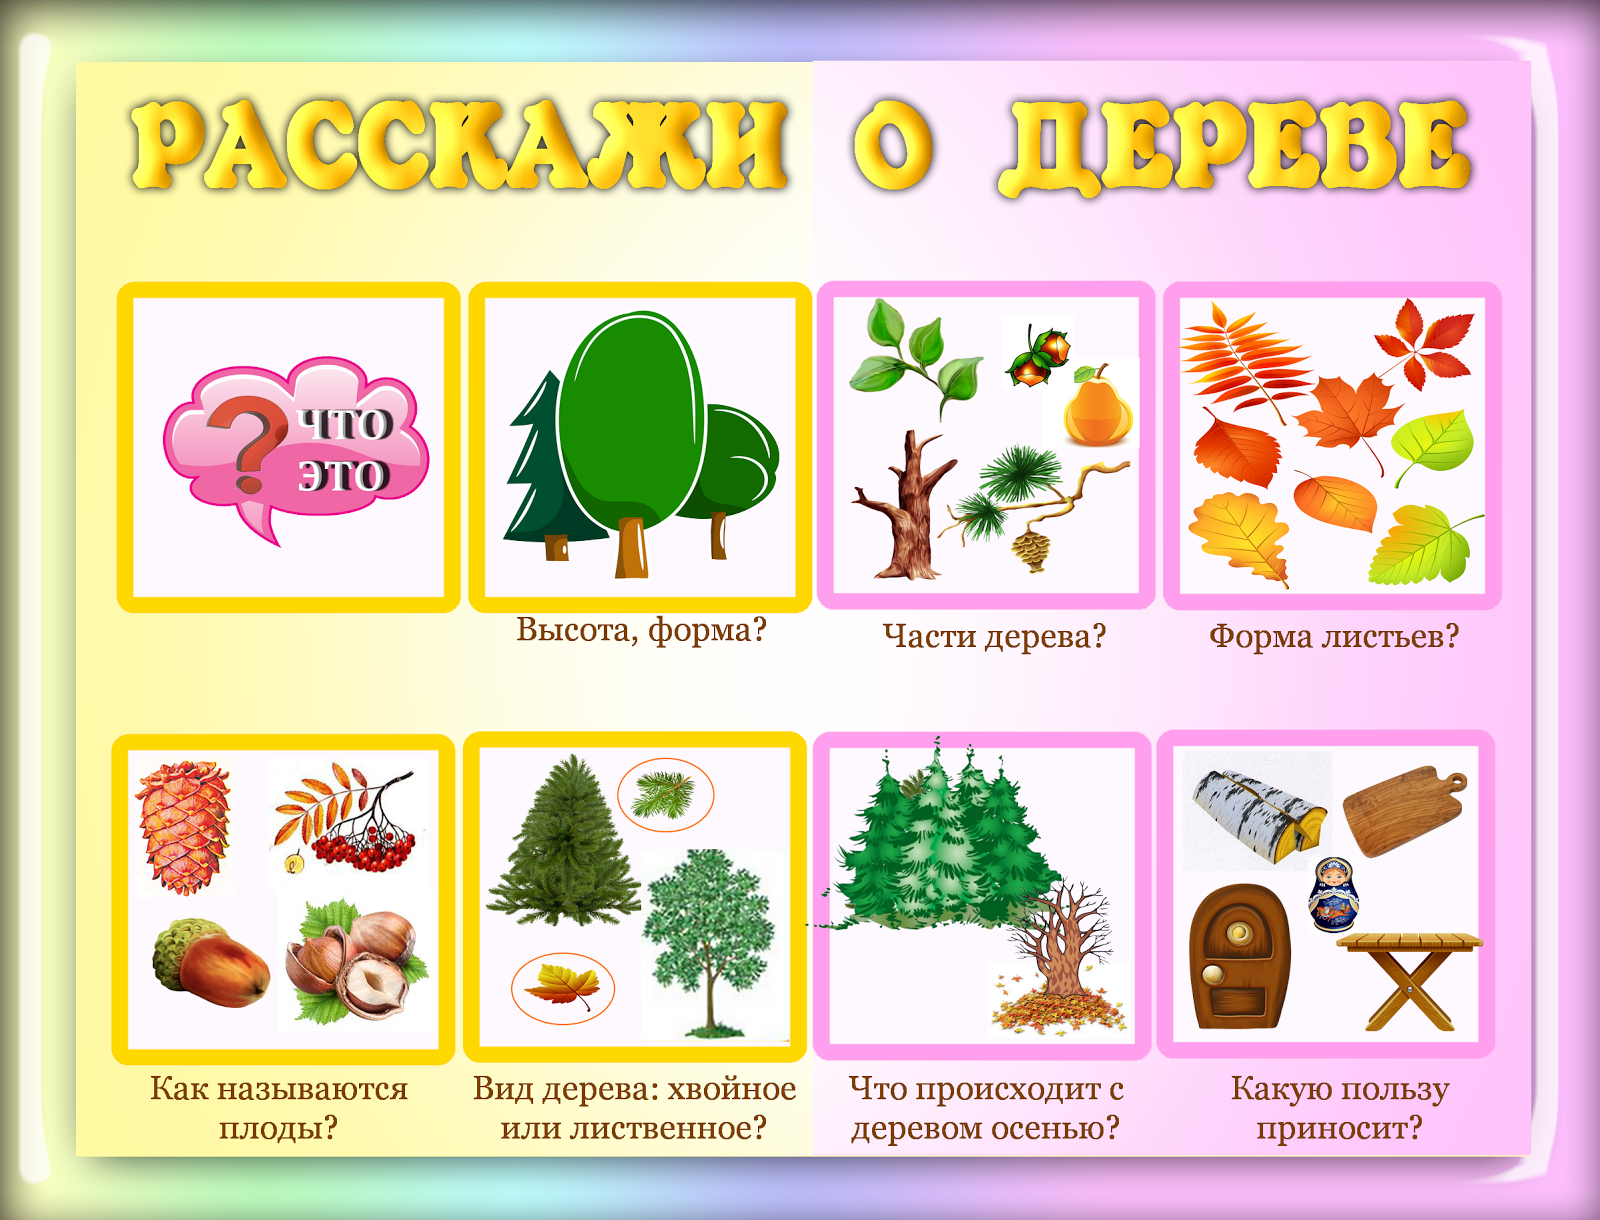 РАССКАЖИ О ДЕРЕВЕ
? ЧТО
ЭТО
Высота, форма?
Части дерева?
Форма листьев?
Как называются
плоды?
Вид дерева: хвойное
или лиственное?
Что происходит с
деревом осенью?
Какую пользу
приносит?